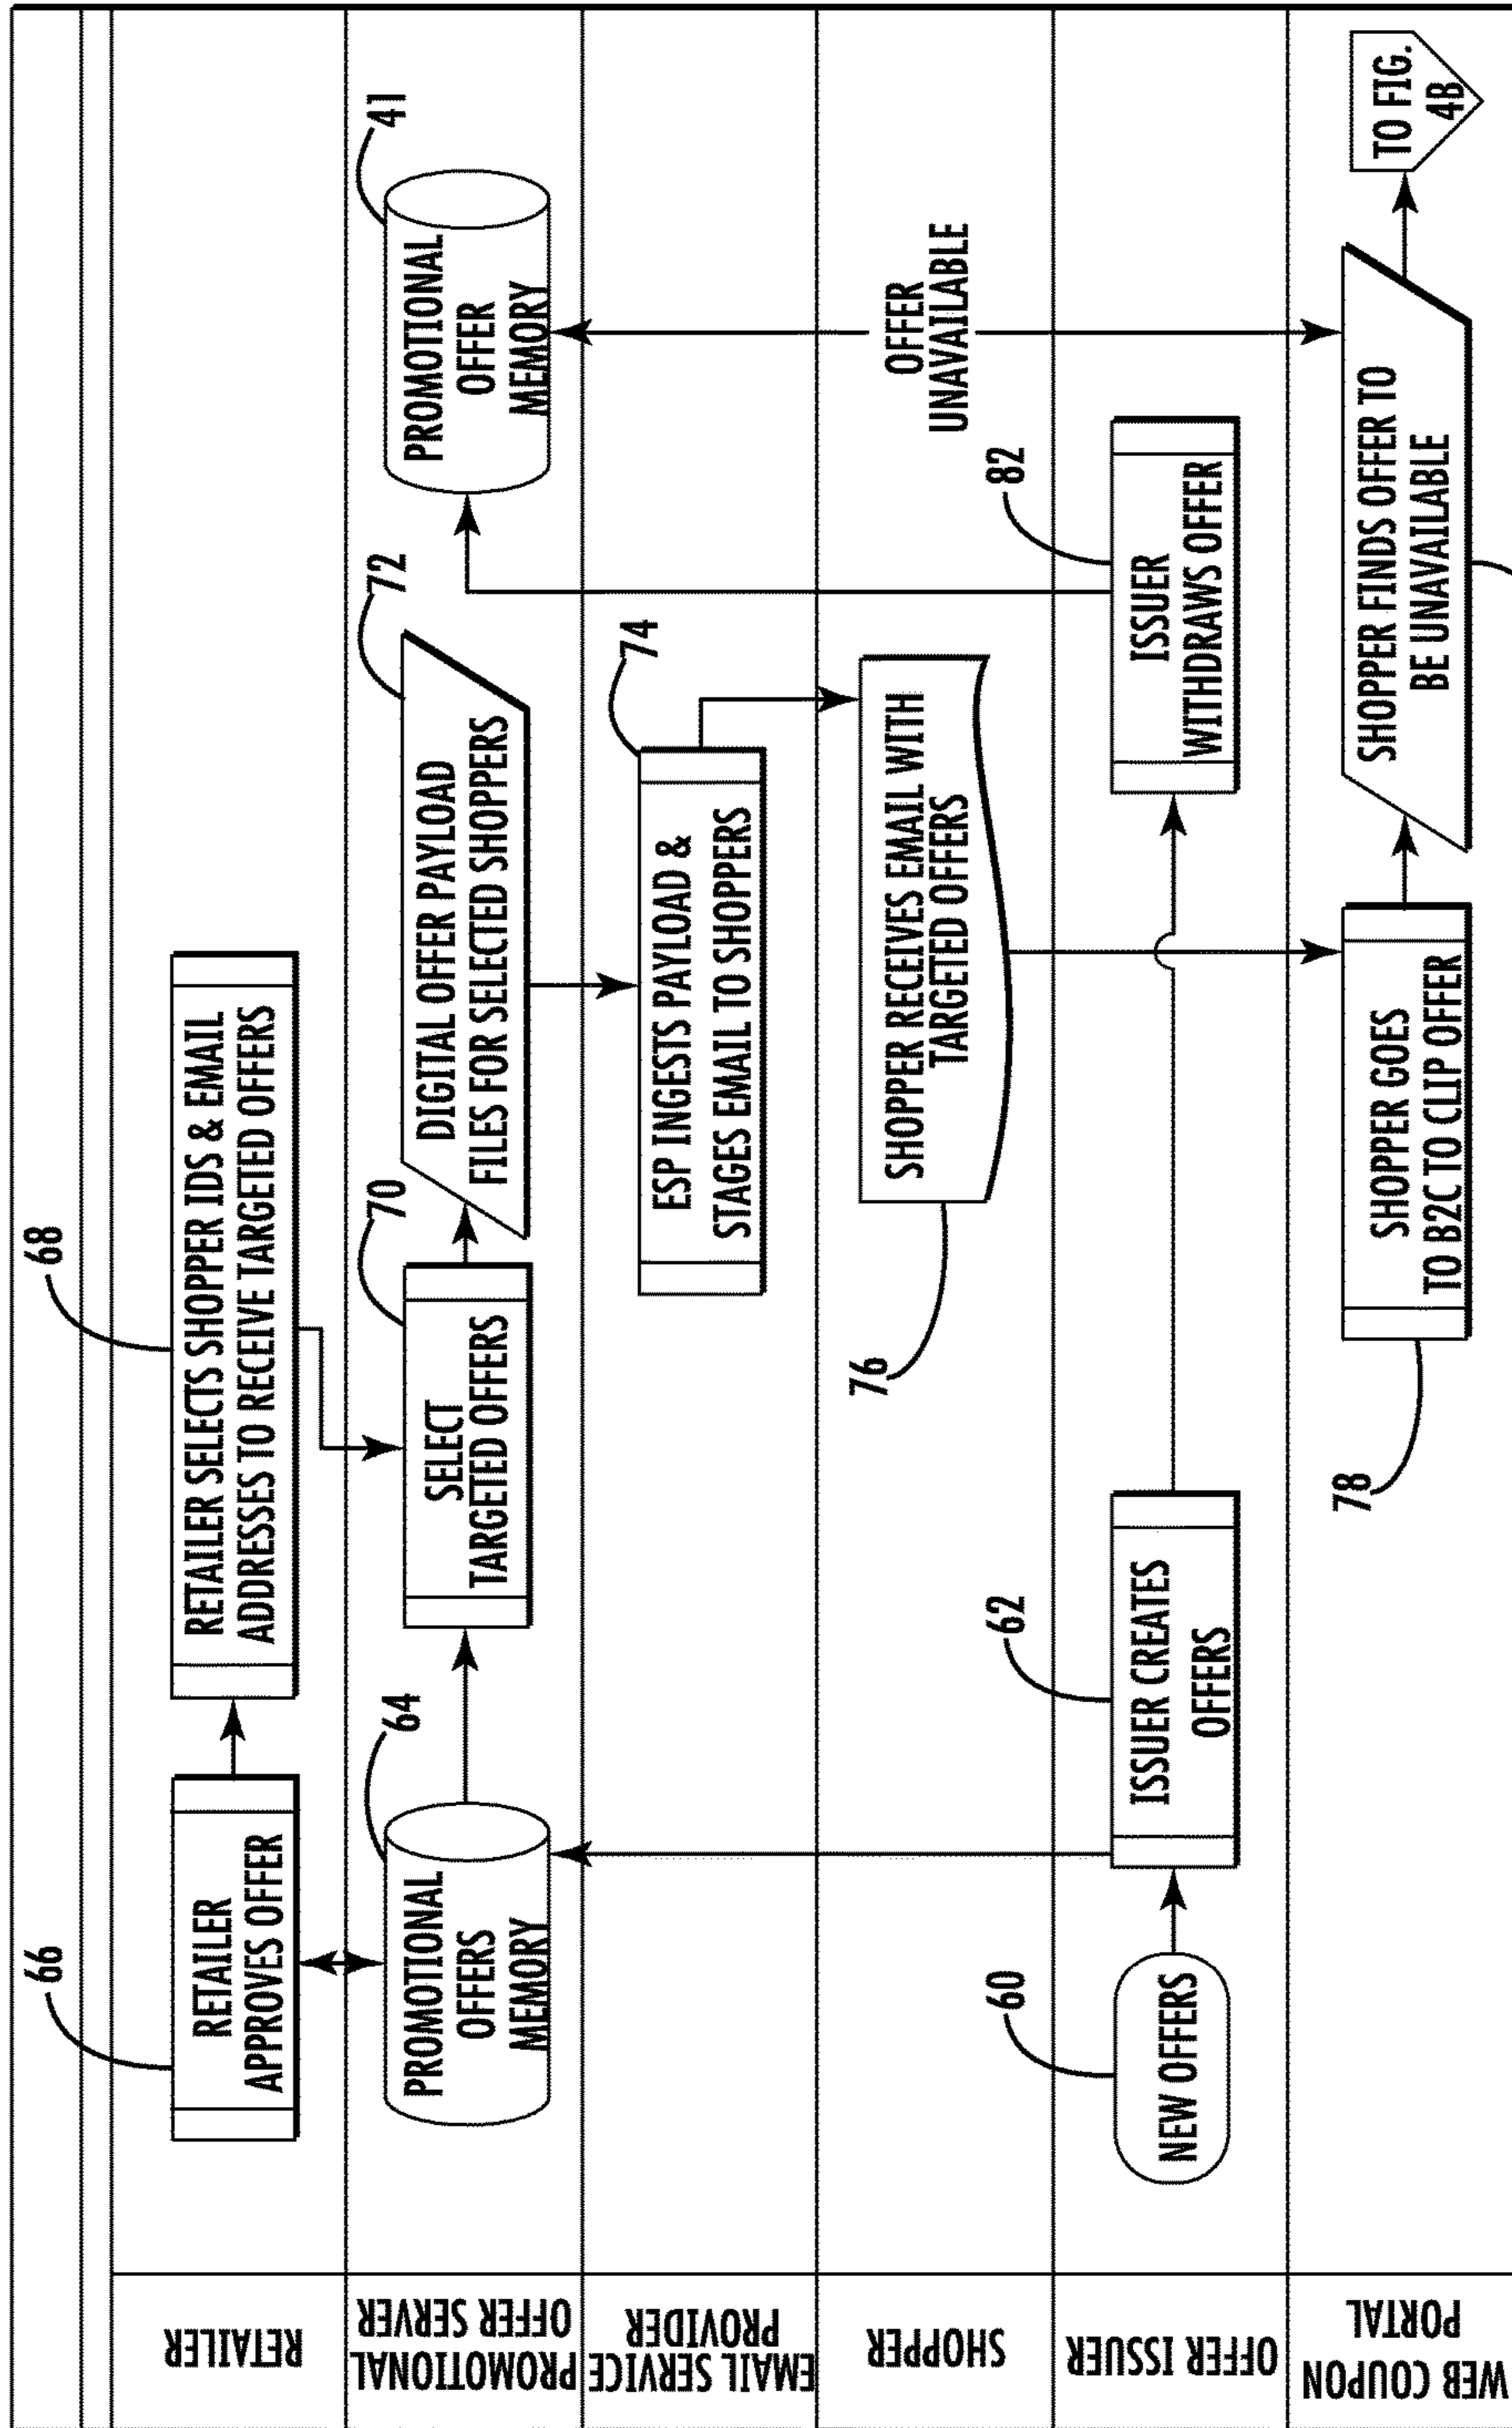 RETAILER
66
RETAILER
APPROVES OFFER
68
RETAILER SELECTS SHOPPER IDS & EMAIL
ADDRESSES TO RECEIVE TARGETED OFFERS
PROMOTIONAL
OFFER SERVER
PROMOTIONAL
OFFERS
MEMORY
64
SELECT
TARGETED OFFERS
70
DIGITAL OFFER PAYLOAD
FILES FOR SELECTED SHOPPERS
72
PROMOTIONAL
OFFER
MEMORY
41
EMAIL SERVICE
PROVIDER
ESP INGESTS PAYLOAD &
STAGES EMAIL TO SHOPPERS
74
SHOPPER
76
SHOPPER RECEIVES EMAIL WITH
TARGETED OFFERS
OFFER
UNAVAILABLE
OFFER ISSUER
60
NEW OFFERS
62
ISSUER CREATES
OFFERS
82
ISSUER
WITHDRAWS OFFER
WEB COUPON
PORTAL
78
SHOPPER GOES
TO B2C TO CLIP OFFER
SHOPPER FINDS OFFER TO
BE UNAVAILABLE
TO FIG.
4B